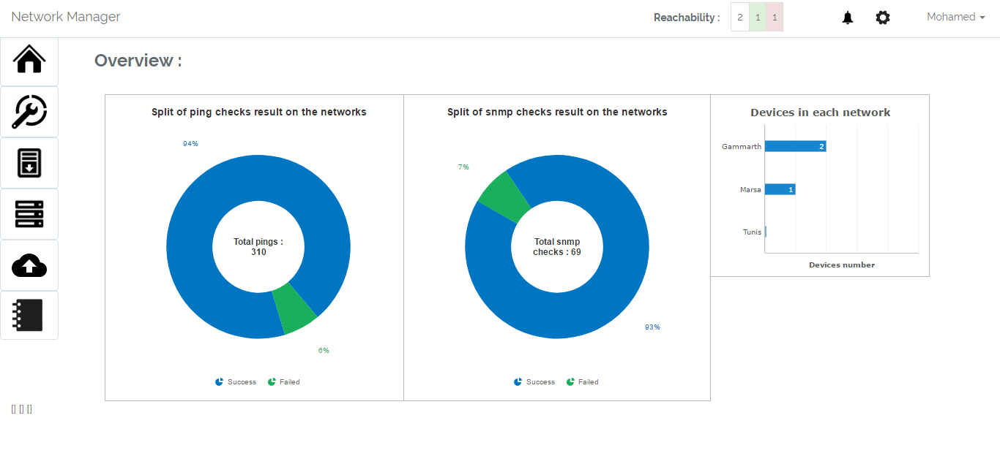 Network Manager
Reachability :
2 1 1
Mohamed
Overview :
Split of ping checks result on the networks
94%
Total pings :
310
6%
Success Failed
Split of snmp checks result on the networks
7%
Total snmp
checks : 69
93%
Success Failed
Devices in each network
Gammarth 2
Marsa 1
Tunis
Devices number
[] [] []